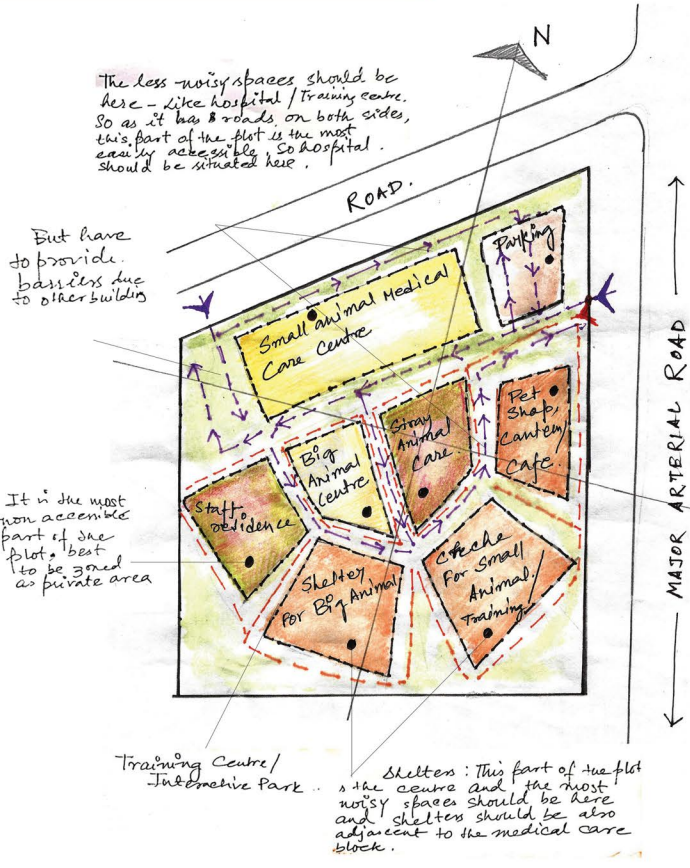 N
The less noisy spaces should be
here - Like hospital / Training centre.
So as it has 8 roads on both sides,
this part of the plot is the most
easily accessible. So hospital.
should be situated here.
ROAD.
But have
to provide.
barriers due
to other building
Parking
Small animal Medical
Care Centre
MAJOR ARTERIAL ROAD
Stray
Animal
Care.
Pet
Shop,
Canteen/
Cafe.
Big
Animal
Centre
Staff
residence
It is the most
non accenible
part of the
plot. best
to be zoned
as private area
Shelter
For Big Animal
Creche
For Small
Animal/
Training
Training Centre/
Interactive Park.
Shelters: This part of the plot
is the centre and the most
noisy spaces should be here
and shelters should be also
adjascent to the medical care
block.